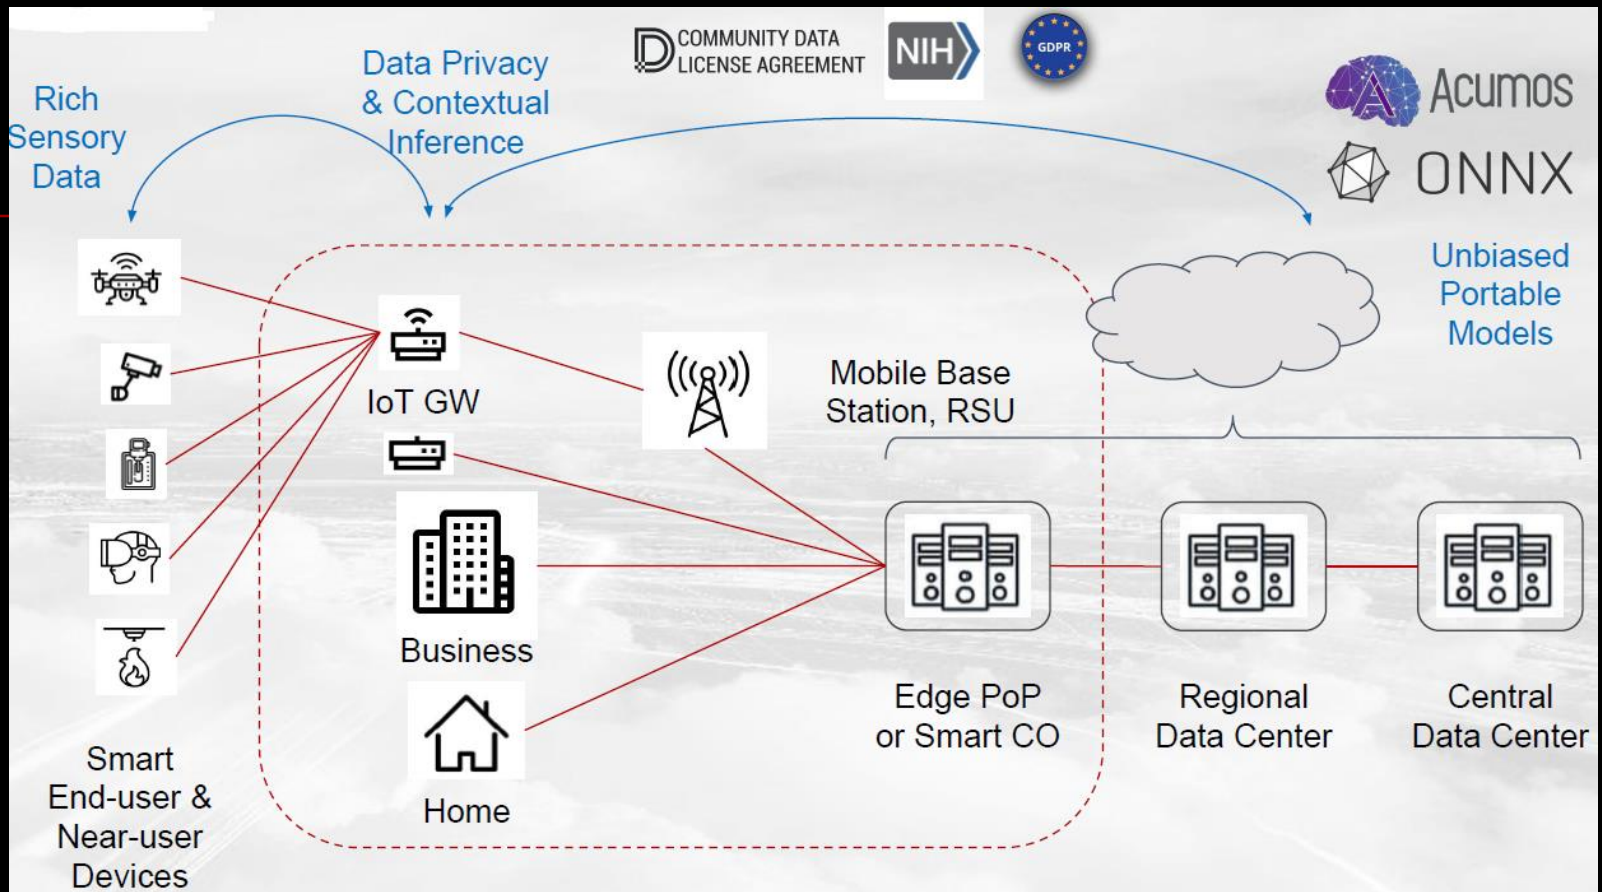 Rich
Sensory
Data
Data Privacy
& Contextual
Inference
COMMUNITY DATA
LICENSE AGREEMENT
NIH
GDPR
A
Acumos
ONNX
Unbiased
Portable
Models
IoT GW
Mobile Base
Station, RSU
Business
Home
Edge PoP
or Smart CO
Regional
Data Center
Central
Data Center
Smart
End-user &
Near-user
Devices